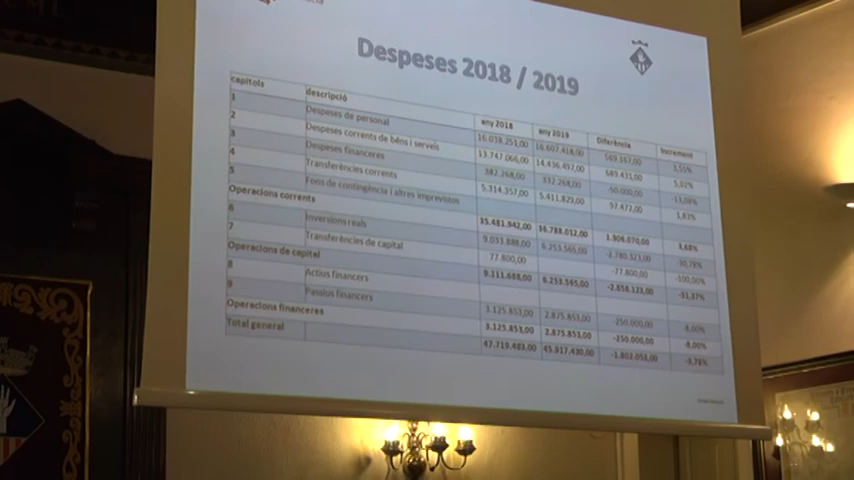 Despeses 2018 / 2019
capítols descripció any 2018 any 2019 Diferència Increment
1 Despeses de personal 16.038.251,00 16.607.418,00 569.167,00 3,55%
2 Despeses corrents de béns i serveis 13.747.066,00 14.436.497,00 689.431,00 5,02%
3 Despeses financeres 382.268,00 332.268,00 -50.000,00 -13,08%
4 Transferències corrents 5.314.357,00 5.411.829,00 97.472,00 1,83%
5 Fons de contingència i altres imprevistos
Operacions corrents 35.481.942,00 36.788.012,00 1.306.070,00 3,68%
6 Inversions reals 9.033.888,00 6.253.565,00 -2.780.323,00 -30,78%
7 Transferències de capital 77.800,00 -77.800,00 -100,00%
Operacions de capital 9.111.688,00 6.253.565,00 -2.858.123,00 -31,37%
8 Actius financers
9 Passius financers 3.125.853,00 2.875.853,00 -250.000,00 -8,00%
Operacions financeres 3.125.853,00 2.875.853,00 -250.000,00 -8,00%
Total general 47.719.483,00 45.917.430,00 -1.802.053,00 -3,78%